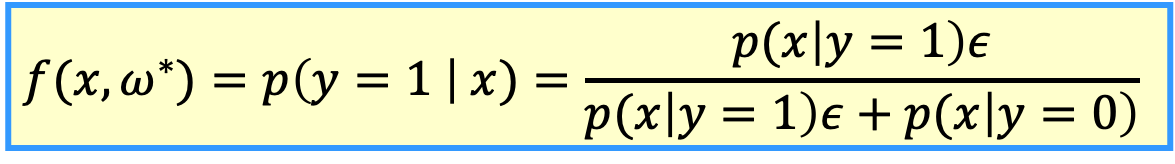 f(x, ω*) = p(y = 1 | x) = p(x|y = 1)ϵ / p(x|y = 1)ϵ + p(x|y = 0)